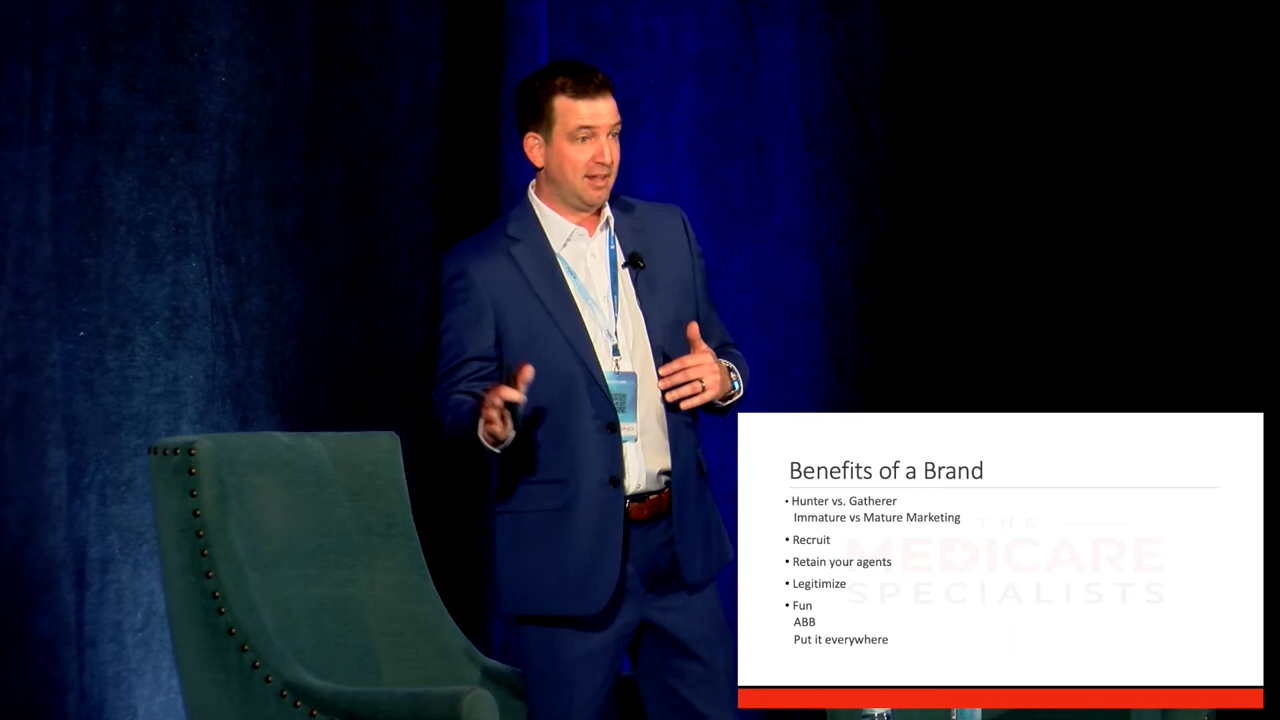 Benefits of a Brand
• Hunter vs. Gatherer
Immature vs Mature Marketing
• Recruit
• Retain your agents
• Legitimize
• Fun
ABB
Put it everywhere
THE
MEDICARE
SPECIALISTS